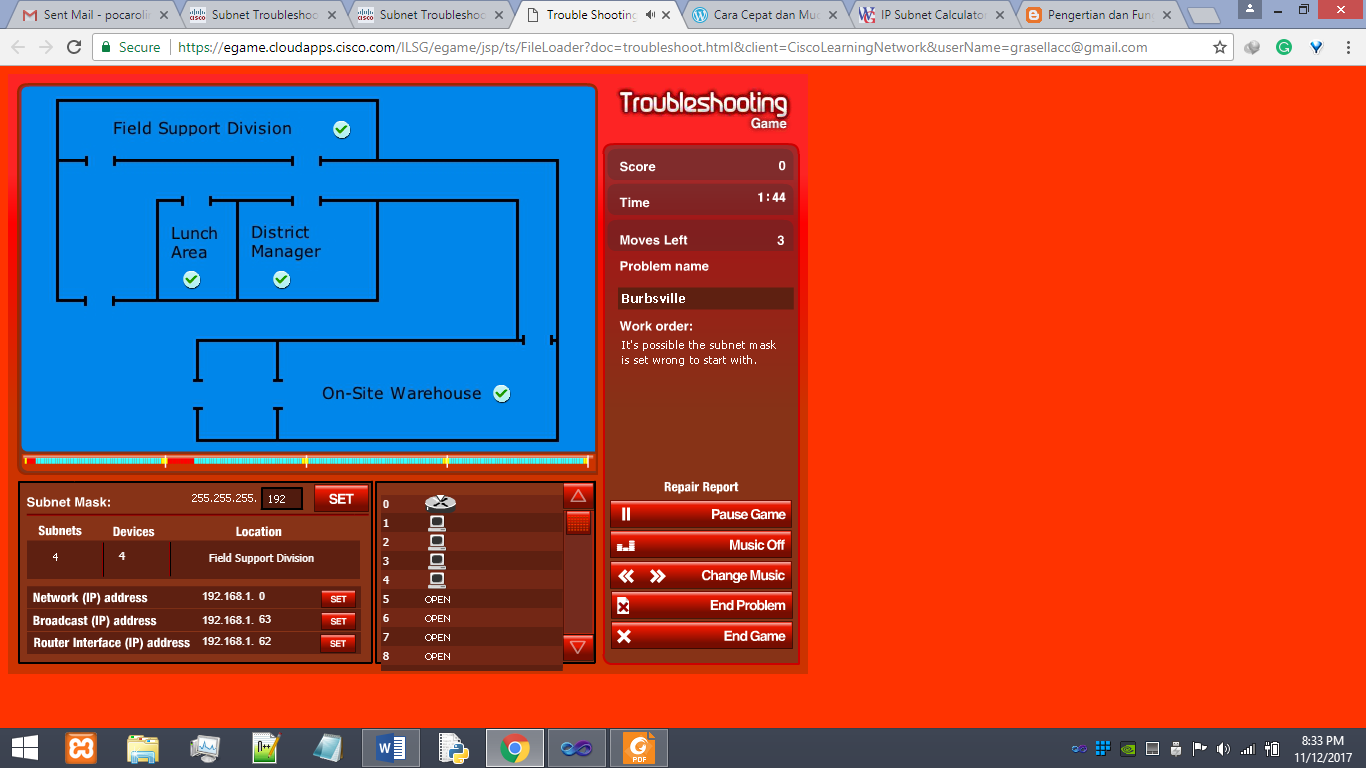 Sent Mail - pocarolin
Subnet Troubleshoo
Subnet Troubleshoo
Trouble Shooting
Cara Cepat dan Mu
IP Subnet Calculator
Pengertian dan Fun
Secure
https://egame.cloudapps.cisco.com/ILSG/egame/jsp/ts/FileLoader?doc=troubleshoot.html&client=CiscoLearningNetwork&userName=grasellacc@gmail.com
Field Support Division
Lunch
Area
District
Manager
On-Site Warehouse
Troubleshooting
Game
Score 0
Time 1:44
Moves Left 3
Problem name
Burbsville
Work order:
It's possible the subnet mask
is set wrong to start with.
Repair Report
Pause Game
Music Off
Change Music
End Problem
End Game
Subnet Mask: 255.255.255. 192 SET
Subnets Devices Location
4 4 Field Support Division
Network (IP) address 192.168.1. 0 SET
Broadcast (IP) address 192.168.1. 63 SET
Router Interface (IP) address 192.168.1. 62 SET
0
1
2
3
4
5 OPEN
6 OPEN
7 OPEN
8 OPEN
8:33 PM
11/12/2017